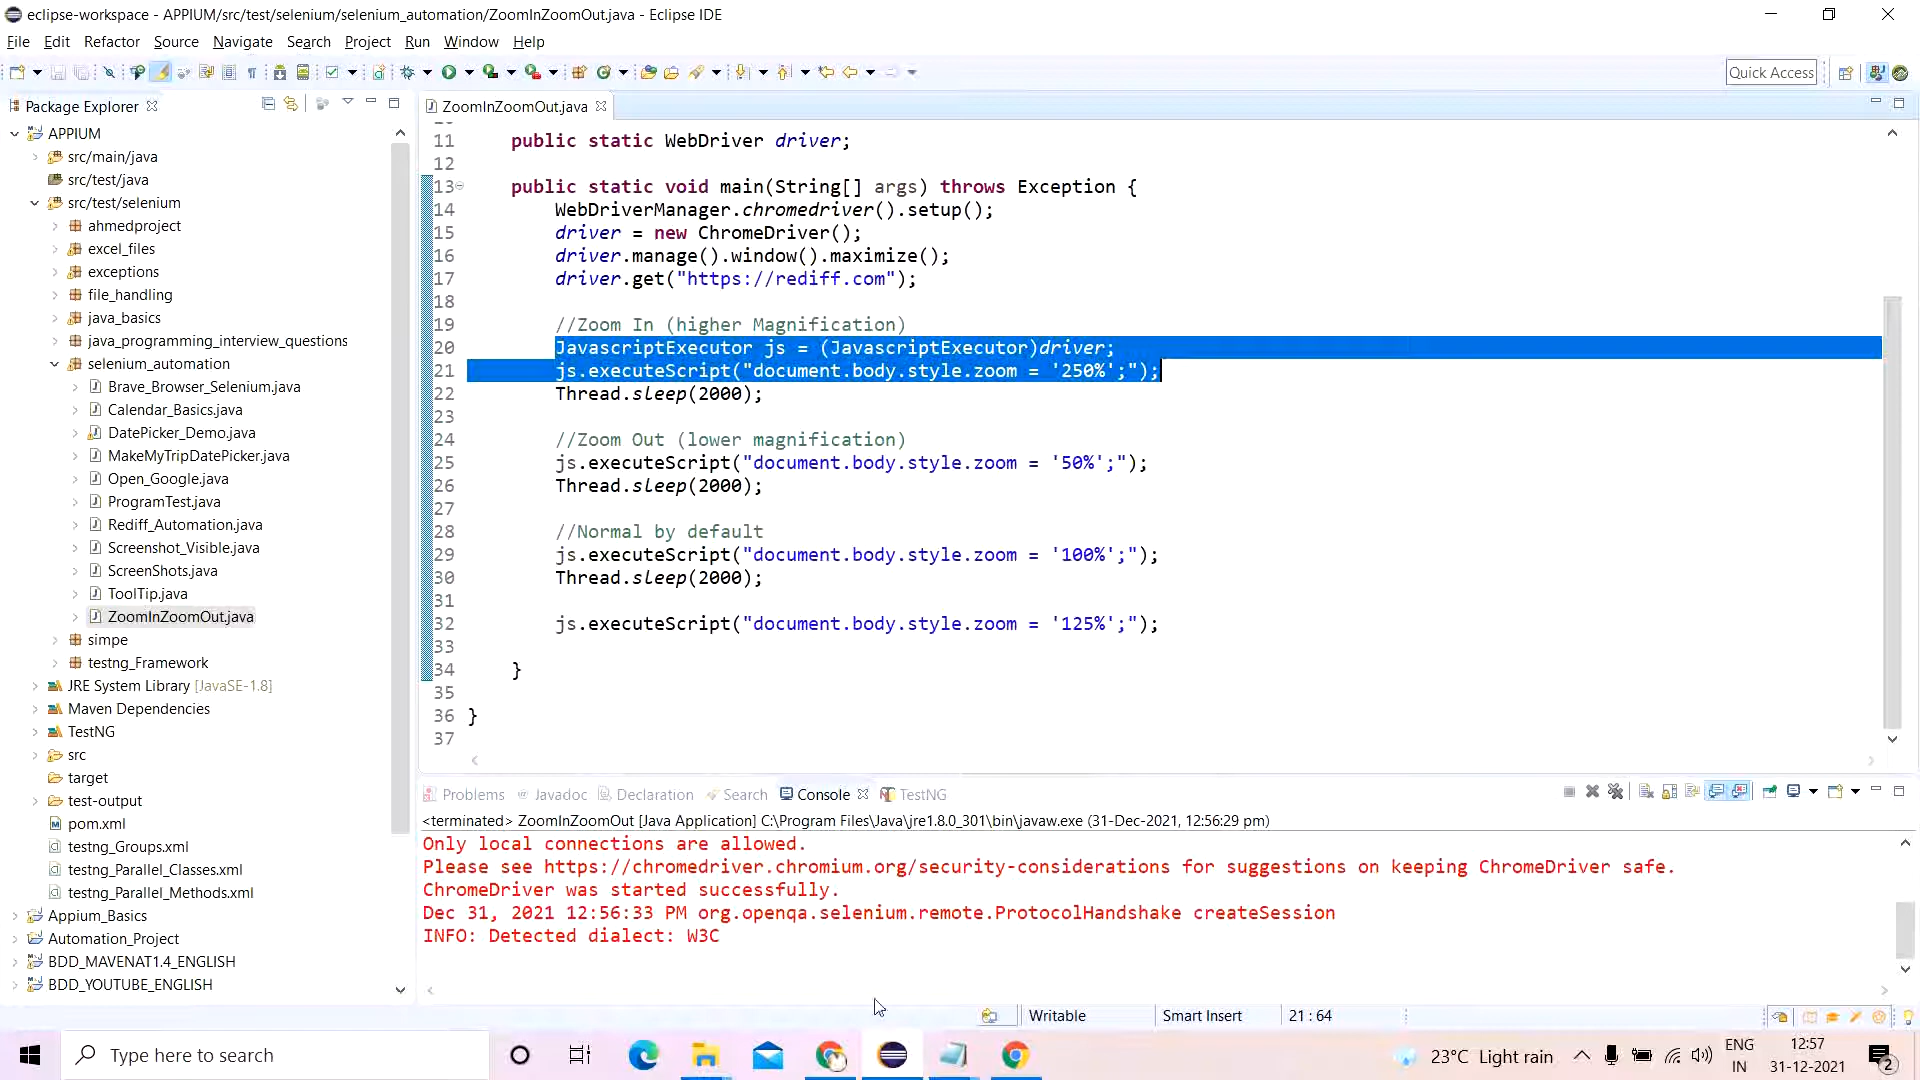 eclipse-workspace - APPIUM/src/test/selenium/selenium_automation/ZoomInZoomOut.java - Eclipse IDE
File Edit Refactor Source Navigate Search Project Run Window Help
Quick Access
Package Explorer
APPIUM
src/main/java
src/test/java
src/test/selenium
ahmedproject
excel_files
exceptions
file_handling
java_basics
java_programming_interview_questions
selenium_automation
Brave_Browser_Selenium.java
Calendar_Basics.java
DatePicker_Demo.java
MakeMyTripDatePicker.java
Open_Google.java
ProgramTest.java
Rediff_Automation.java
Screenshot_Visible.java
ScreenShots.java
ToolTip.java
ZoomInZoomOut.java
simpe
testng_Framework
JRE System Library [JavaSE-1.8]
Maven Dependencies
TestNG
src
target
test-output
pom.xml
testng_Groups.xml
testng_Parallel_Classes.xml
testng_Parallel_Methods.xml
Appium_Basics
Automation_Project
BDD_MAVENAT1.4_ENGLISH
BDD_YOUTUBE_ENGLISH
ZoomInZoomOut.java
11 public static WebDriver driver;
12
13 public static void main(String[] args) throws Exception {
14 WebDriverManager.chromedriver().setup();
15 driver = new ChromeDriver();
16 driver.manage().window().maximize();
17 driver.get("https://rediff.com");
18
19 //Zoom In (higher Magnification)
20 JavascriptExecutor js = (JavascriptExecutor)driver;
21 js.executeScript("document.body.style.zoom = '250%';");
22 Thread.sleep(2000);
23
24 //Zoom Out (lower magnification)
25 js.executeScript("document.body.style.zoom = '50%';");
26 Thread.sleep(2000);
27
28 //Normal by default
29 js.executeScript("document.body.style.zoom = '100%';");
30 Thread.sleep(2000);
31
32 js.executeScript("document.body.style.zoom = '125%';");
33
34 }
35
36 }
37
Problems Javadoc Declaration Search Console TestNG
<terminated> ZoomInZoomOut [Java Application] C:\Program Files\Java\jre1.8.0_301\bin\javaw.exe (31-Dec-2021, 12:56:29 pm)
Only local connections are allowed.
Please see https://chromedriver.chromium.org/security-considerations for suggestions on keeping ChromeDriver safe.
ChromeDriver was started successfully.
Dec 31, 2021 12:56:33 PM org.openqa.selenium.remote.ProtocolHandshake createSession
INFO: Detected dialect: W3C
Writable Smart Insert 21 : 64
Type here to search
23°C Light rain
ENG
IN
12:57
31-12-2021
2